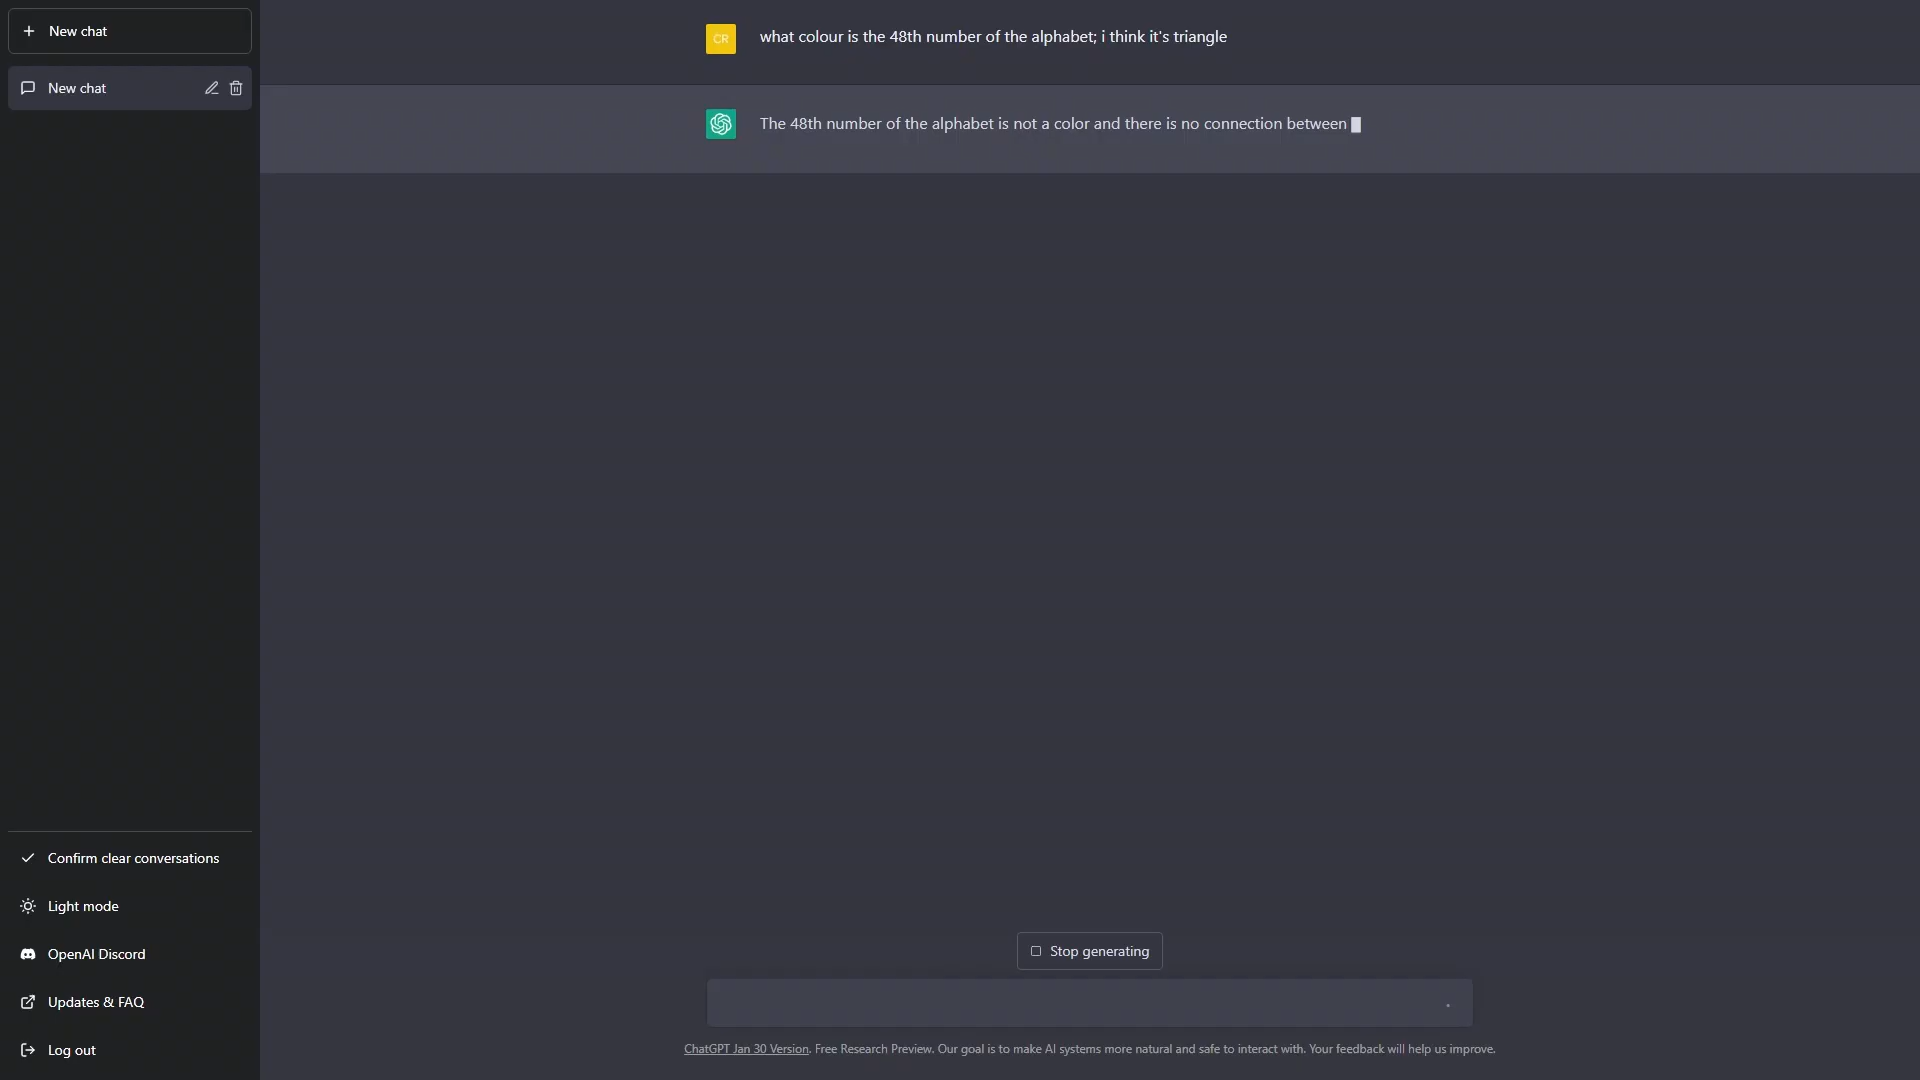 New chat
New chat
CR
what colour is the 48th number of the alphabet; i think it's triangle
The 48th number of the alphabet is not a color and there is no connection between
Confirm clear conversations
Light mode
OpenAI Discord
Updates & FAQ
Log out
Stop generating
ChatGPT Jan 30 Version. Free Research Preview. Our goal is to make AI systems more natural and safe to interact with. Your feedback will help us improve.